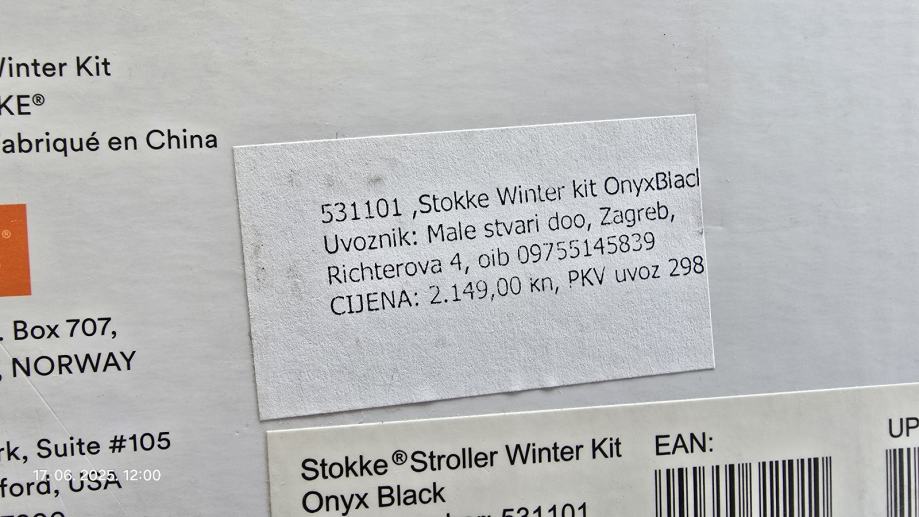 Winter Kit
KE®
abriqué en China
®
. Box 707,
, NORWAY
rk, Suite #105
ford, USA
17. 06. 2025, 12:00
531101 ,Stokke Winter kit OnyxBlac
Uvoznik: Male stvari doo, Zagreb,
Richterova 4, oib 09755145839
CIJENA: 2.149,00 kn, PKV uvoz 298
Stokke®Stroller Winter Kit
Onyx Black
531101
EAN:
UP